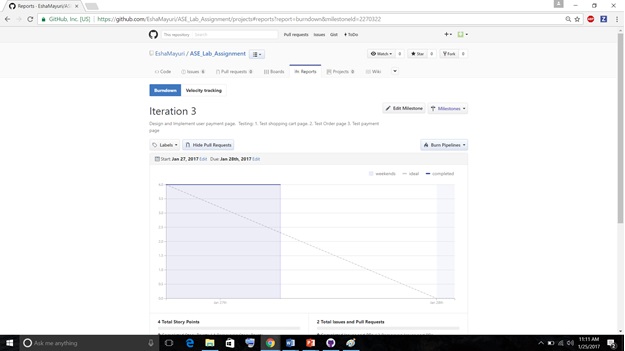 Reports - EshaMayuri/AS
GitHub, Inc. [US] https://github.com/EshaMayuri/ASE_Lab_Assignment/projects#reports?report=burndown&milestoneId=2270322
This repository Search Pull requests Issues Gist +ToDo
EshaMayuri / ASE_Lab_Assignment
Watch 0 Star 0 Fork 0
Code Issues 0 Pull requests 0 Boards Reports Projects 0 Wiki
Burndown Velocity tracking
Iteration 3
Edit Milestone Milestones
Design and Implement user payment page. Testing: 1. Test shopping cart page. 2. Test Order page 3. Test payment
page
Labels Hide Pull Requests Burn Pipelines
Start Jan 27, 2017 Edit Due Jan 28th, 2017 Edit
weekends ideal completed
4.0
3.5
3.0
2.5
2.0
1.5
1.0
0.5
0.0
Jan 27th Jan 28th
4 Total Story Points 2 Total Issues and Pull Requests
Ask me anything
11:11 AM
1/25/2017